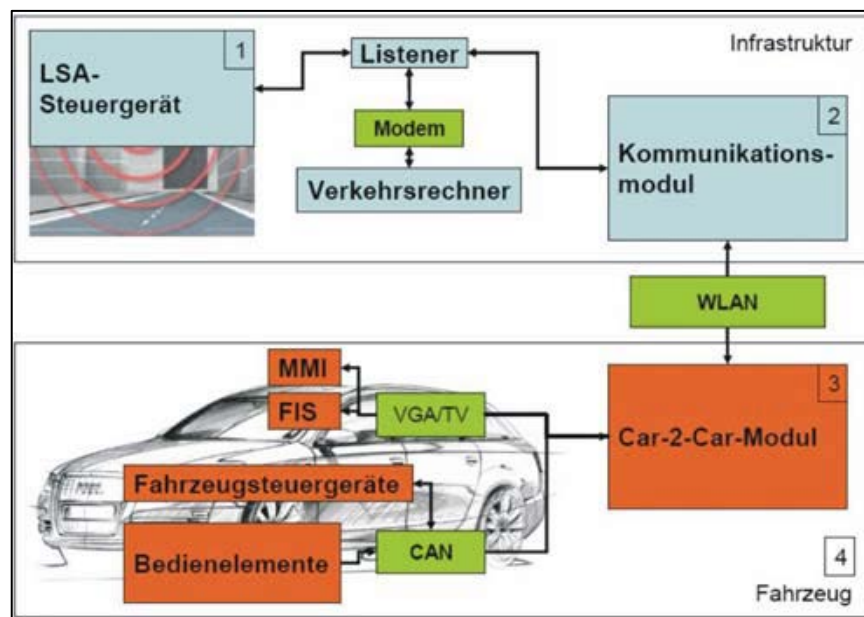 1
LSA-
Steuergerät
Listener
Infrastruktur
Modem
Verkehrsrechner
2
Kommunikations-
modul
WLAN
MMI
FIS
VGA/TV
3
Car-2-Car-Modul
Fahrzeugsteuergeräte
Bedienelemente
CAN
4
Fahrzeug